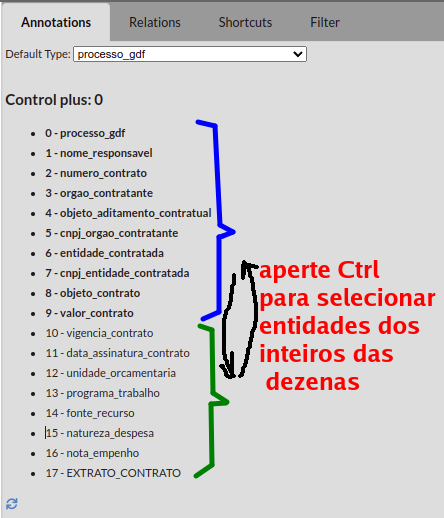 Annotations Relations Shortcuts Filter
Default Type: processo_gdf
Control plus: 0
0 - processo_gdf
1 - nome_responsavel
2 - numero_contrato
3 - orgao_contratante
4 - objeto_aditamento_contratual
5 - cnpj_orgao_contratante
6 - entidade_contratada
7 - cnpj_entidade_contratada
8 - objeto_contrato
9 - valor_contrato
10 - vigencia_contrato
11 - data_assinatura_contrato
12 - unidade_orcamentaria
13 - programa_trabalho
14 - fonte_recurso
15 - natureza_despesa
16 - nota_empenho
17 - EXTRATO_CONTRATO
aperte Ctrl
para selecionar
entidades dos
inteiros das
dezenas